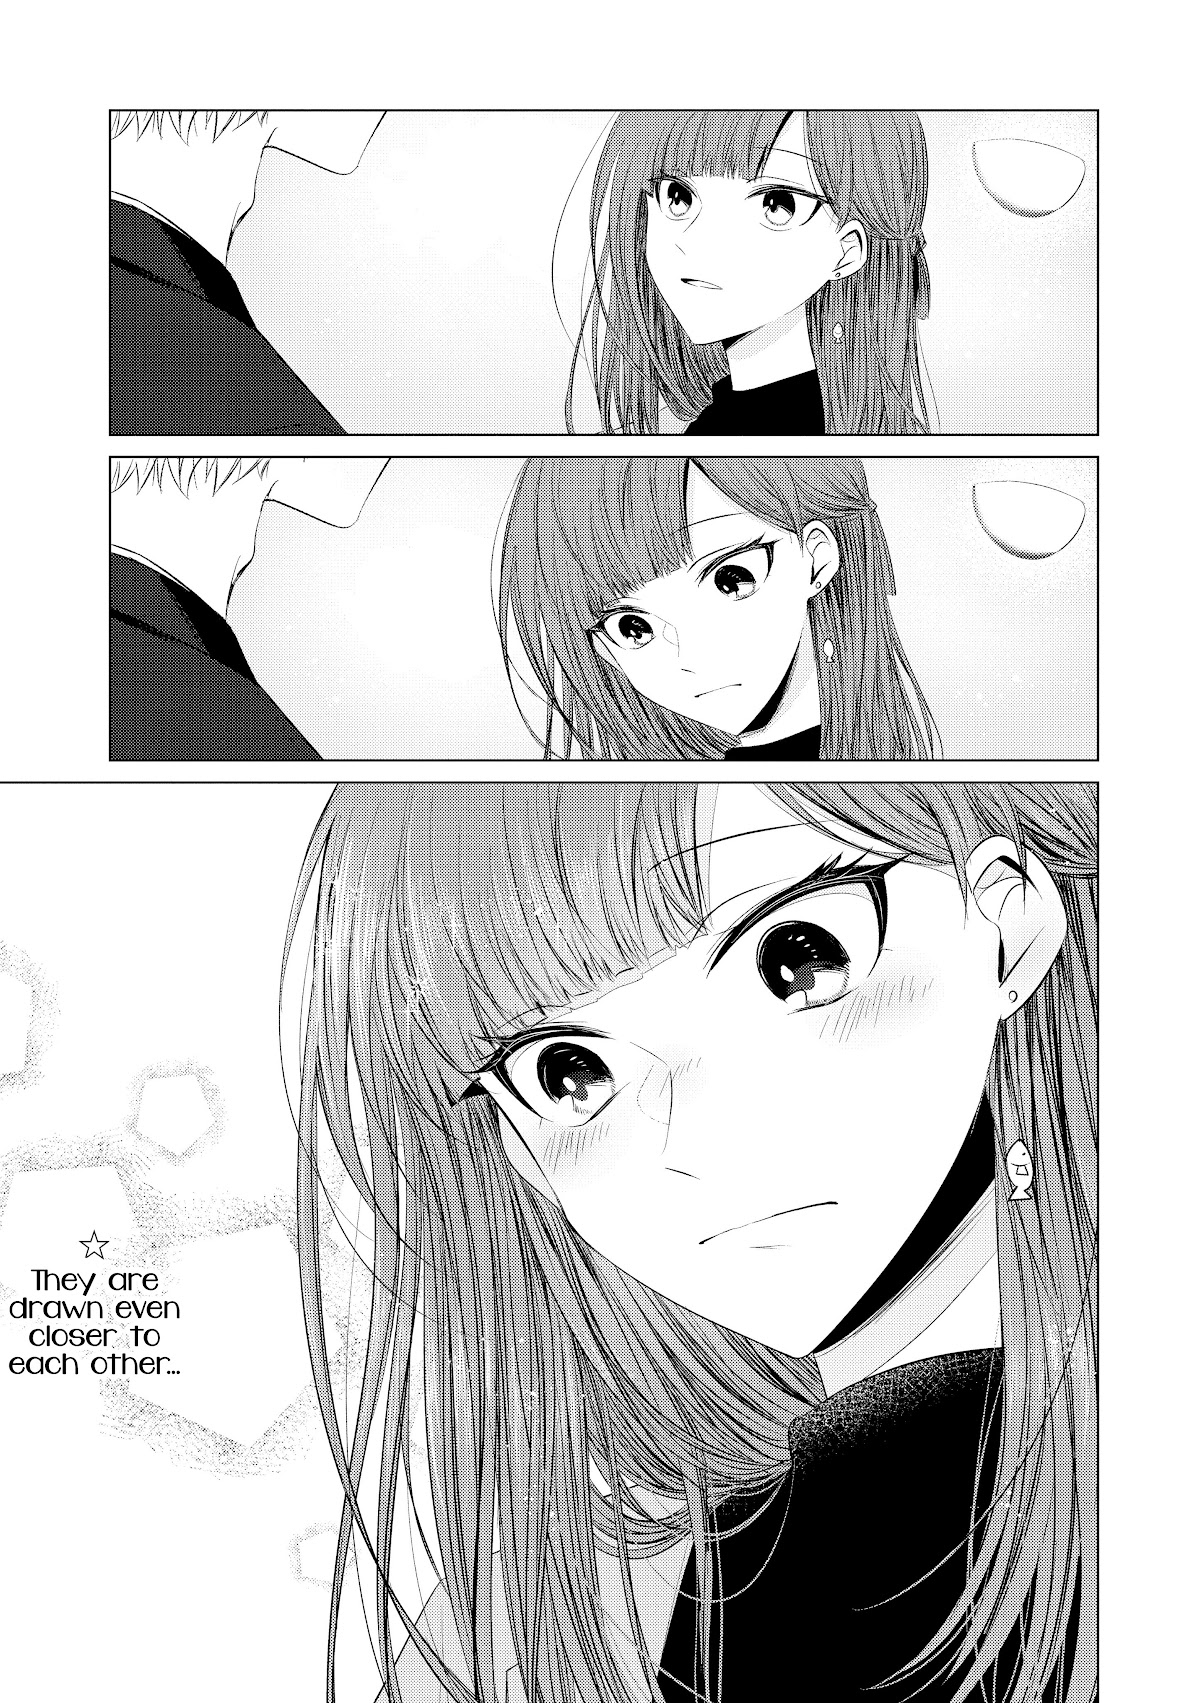 ☆
They are
drawn even
closer to
each other...